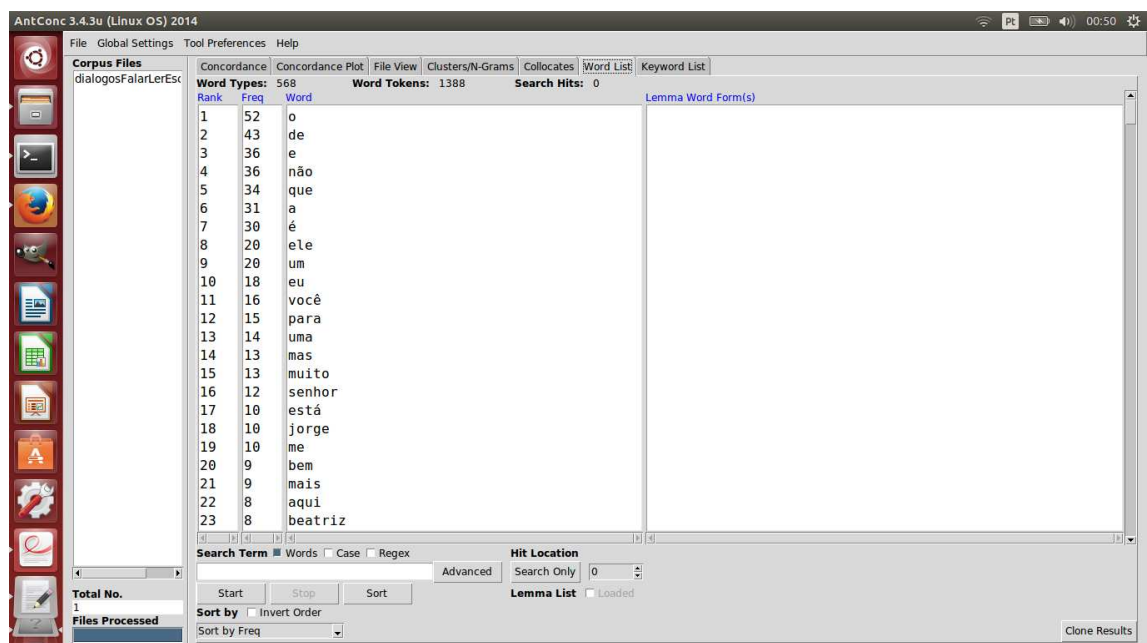 AntConc 3.4.3u (Linux OS) 2014 Pt 00:50
File Global Settings Tool Preferences Help
Corpus Files
dialogosFalarLerEsc
Concordance Concordance Plot File View Clusters/N-Grams Collocates Word List Keyword List
Word Types: 568 Word Tokens: 1388 Search Hits: 0
Rank Freq Word Lemma Word Form(s)
1 52 o
2 43 de
3 36 e
4 36 não
5 34 que
6 31 a
7 30 é
8 20 ele
9 20 um
10 18 eu
11 16 você
12 15 para
13 14 uma
14 13 mas
15 13 muito
16 12 senhor
17 10 está
18 10 jorge
19 10 me
20 9 bem
21 9 mais
22 8 aqui
23 8 beatriz
Search Term Words Case Regex Hit Location
Advanced Search Only 0
Total No. Start Stop Sort Lemma List Loaded
1
Sort by Invert Order
Files Processed
Sort by Freq Clone Results